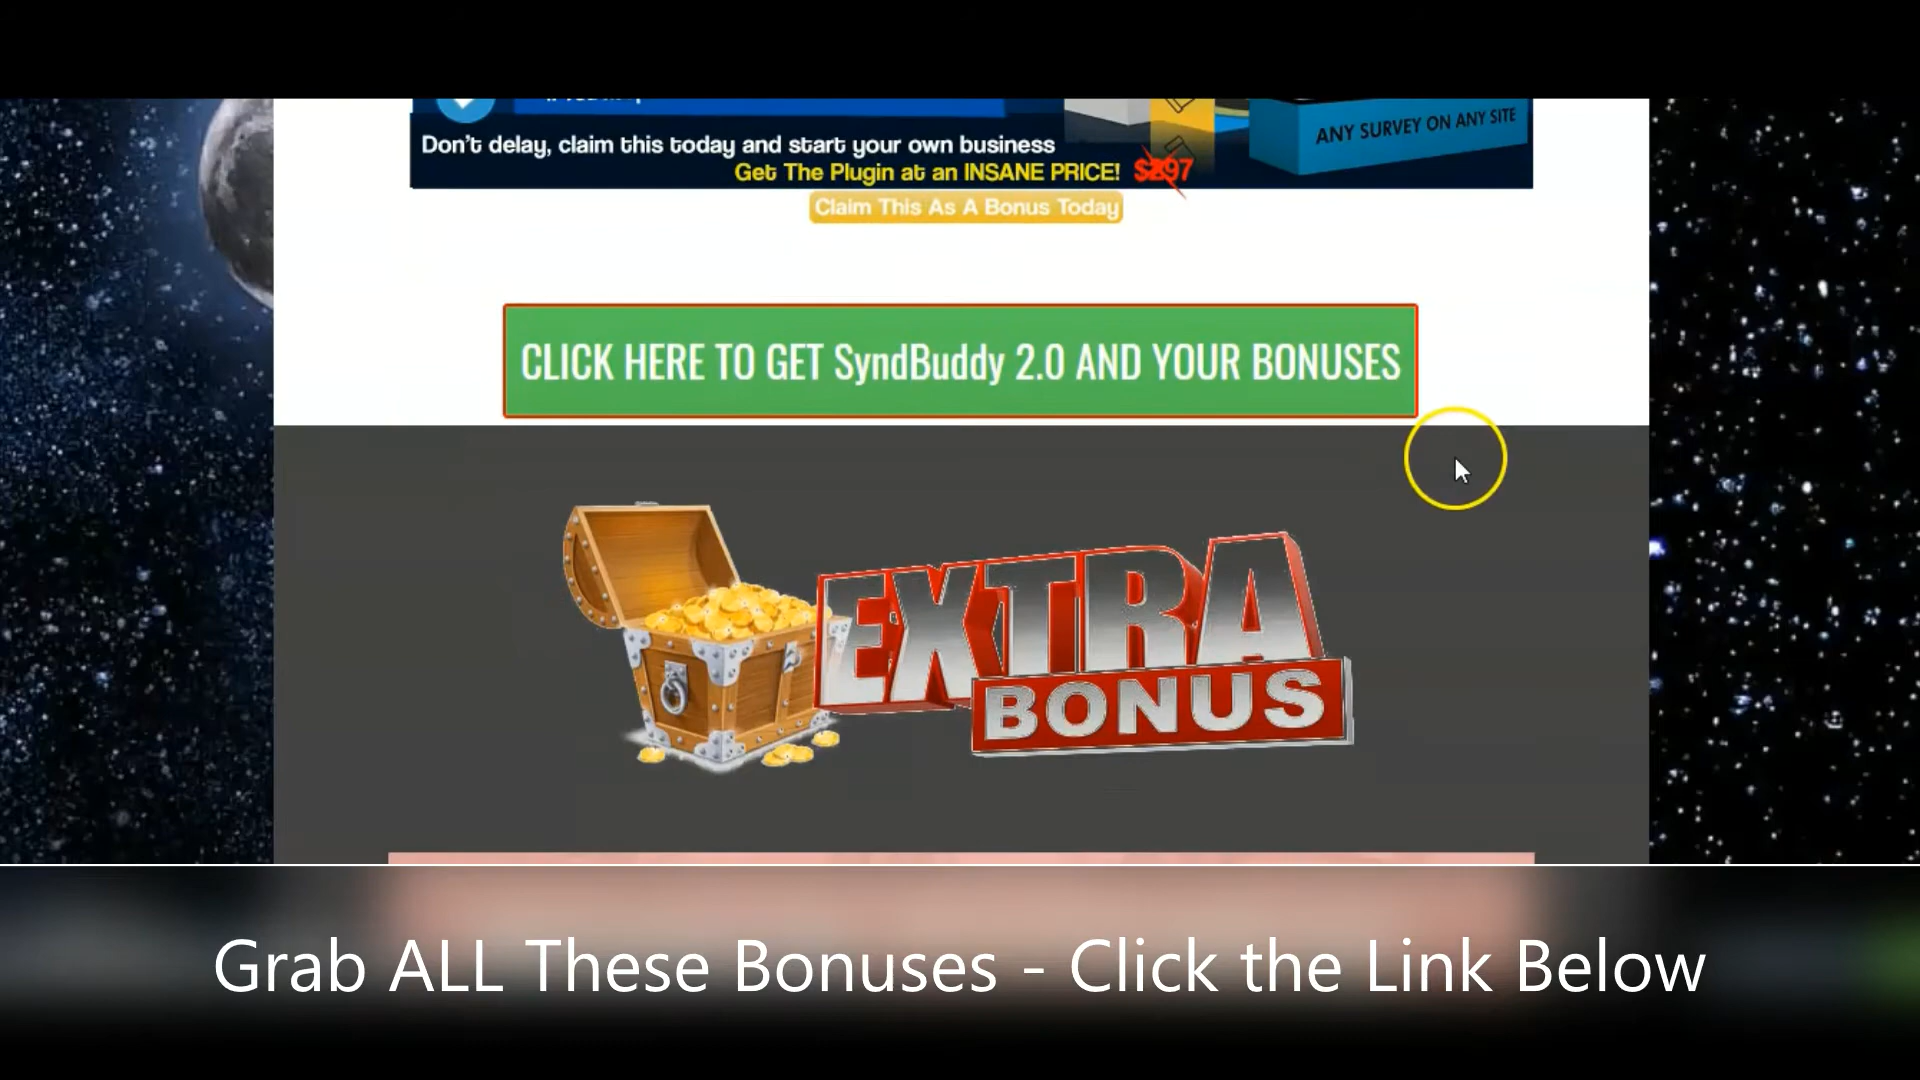 ANY SURVEY ON ANY SITE
Don't delay, claim this today and start your own business
Get The Plugin at an INSANE PRICE! $297
Claim This As A Bonus Today
CLICK HERE TO GET SyndBuddy 2.0 AND YOUR BONUSES
EXTRA
BONUS
Grab ALL These Bonuses - Click the Link Below